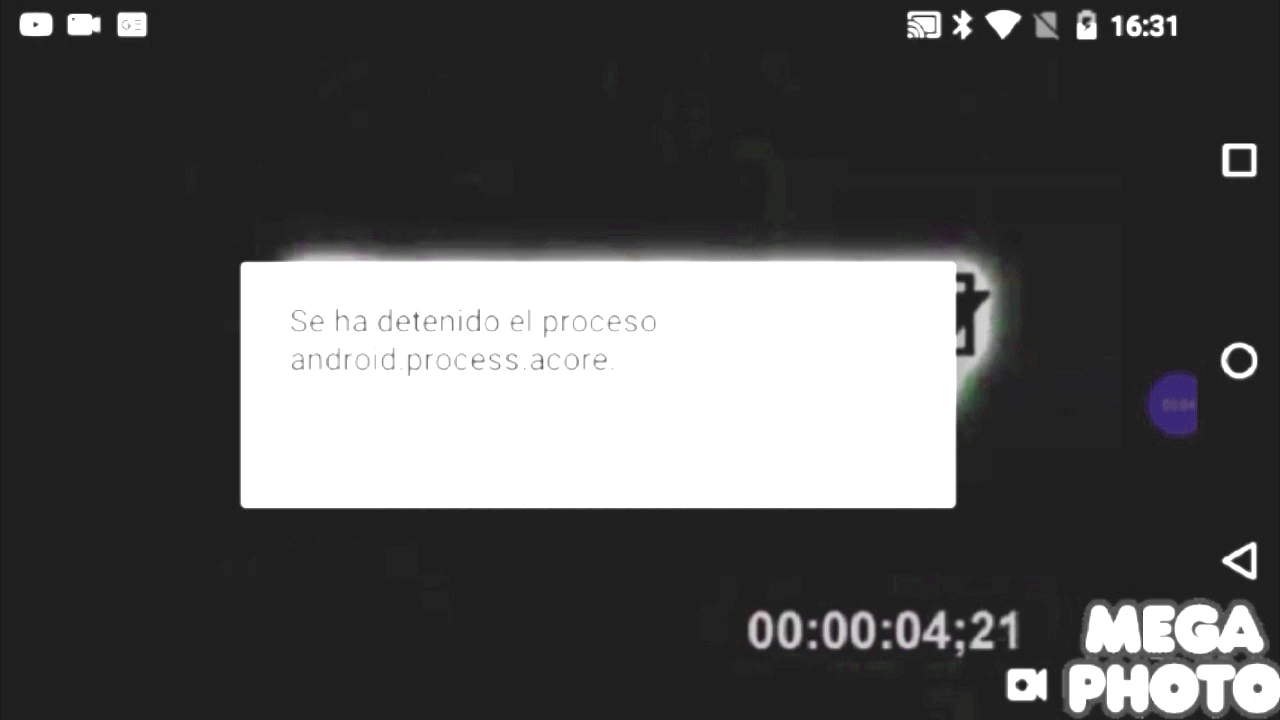 16:31
Se ha detenido el proceso
android.process.acore.
00:00:04;21
MEGA
PHOTO